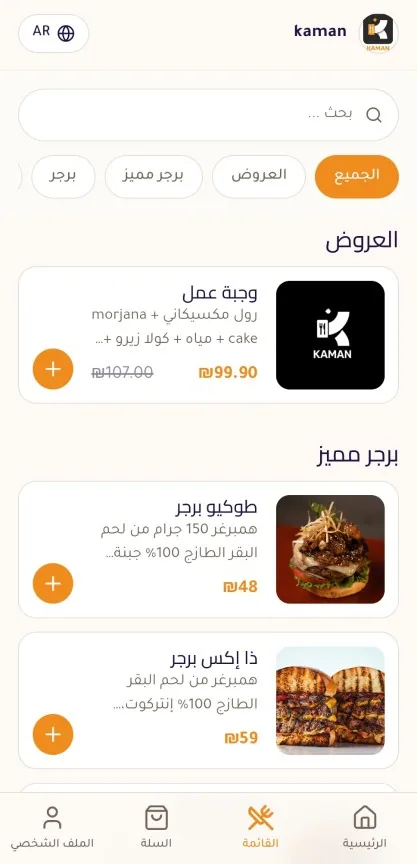 kaman
KAMAN
AR
بحث ...
الجميع
العروض
برجر مميز
برجر
العروض
KAMAN
وجبة عمل
رول مكسيكاني + morjana
cake + مياه + كولا زيرو +...
₪99.90
₪107.00
برجر مميز
طوكيو برجر
همبرغر 150 جرام من لحم
البقر الطازج 100% جبنة...
₪48
ذا إكس برجر
همبرغر من لحم البقر
الطازج 100% إنتركوت،...
₪59
الرئيسية
القائمة
السلة
الملف الشخصي